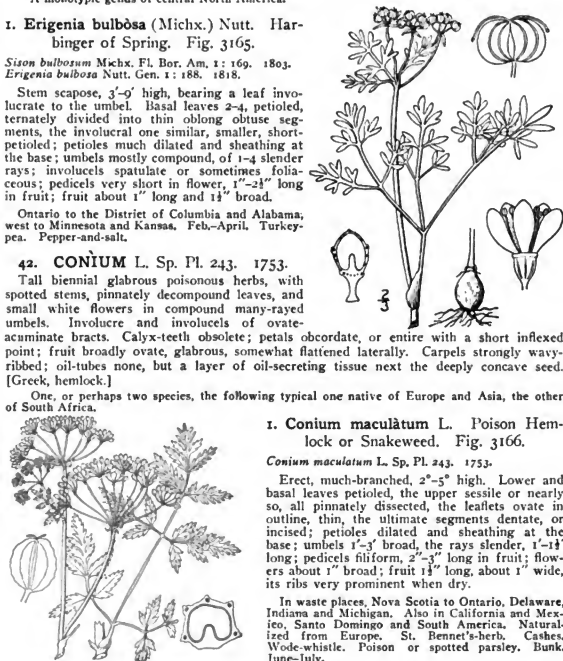 A monotypic genus of central North America.
1. Erigenia bulbòsa (Michx.) Nutt. Har-
binger of Spring. Fig. 3165.
Sison bulbosum Michx. Fl. Bor. Am. 1: 169. 1803.
Erigenia bulbosa Nutt. Gen. 1: 188. 1818.
Stem scapose, 3′–9′ high, bearing a leaf invo-
lucrate to the umbel. Basal leaves 2–4, petioled,
ternately divided into thin oblong obtuse seg-
ments, the involucral one similar, smaller, short-
petioled; petioles much dilated and sheathing at
the base; umbels mostly compound, of 1–4 slender
rays; involucels spatulate or sometimes folia-
ceous; pedicels very short in flower, 1″–2½″ long
in fruit; fruit about 1″ long and 1½″ broad.
Ontario to the District of Columbia and Alabama,
west to Minnesota and Kansas. Feb.–April. Turkey-
pea. Pepper-and-salt.
42. CONÌUM L. Sp. Pl. 243. 1753.
Tall biennial glabrous poisonous herbs, with
spotted stems, pinnately decompound leaves, and
small white flowers in compound many-rayed
umbels. Involucre and involucels of ovate-
acuminate bracts. Calyx-teeth obsolete; petals obcordate, or entire with a short inflexed
point; fruit broadly ovate, glabrous, somewhat flattened laterally. Carpels strongly wavy-
ribbed; oil-tubes none, but a layer of oil-secreting tissue next the deeply concave seed.
[Greek, hemlock.]
One, or perhaps two species, the following typical one native of Europe and Asia, the other
of South Africa.
2/3
1. Conium maculàtum L. Poison Hem-
lock or Snakeweed. Fig. 3166.
Conium maculatum L. Sp. Pl. 243. 1753.
Erect, much-branched, 2°–5° high. Lower and
basal leaves petioled, the upper sessile or nearly
so, all pinnately dissected, the leaflets ovate in
outline, thin, the ultimate segments dentate, or
incised; petioles dilated and sheathing at the
base; umbels 1′–3′ broad, the rays slender, 1′–1½′
long; pedicels filiform, 2″–3″ long in fruit; flow-
ers about 1″ broad; fruit 1½″ long, about 1″ wide,
its ribs very prominent when dry.
In waste places, Nova Scotia to Ontario, Delaware,
Indiana and Michigan. Also in California and Mex-
ico, Santo Domingo and South America. Natural-
ized from Europe. St. Bennet's-herb. Cashes.
Wode-whistle. Poison or spotted parsley. Bunk.
June–July.